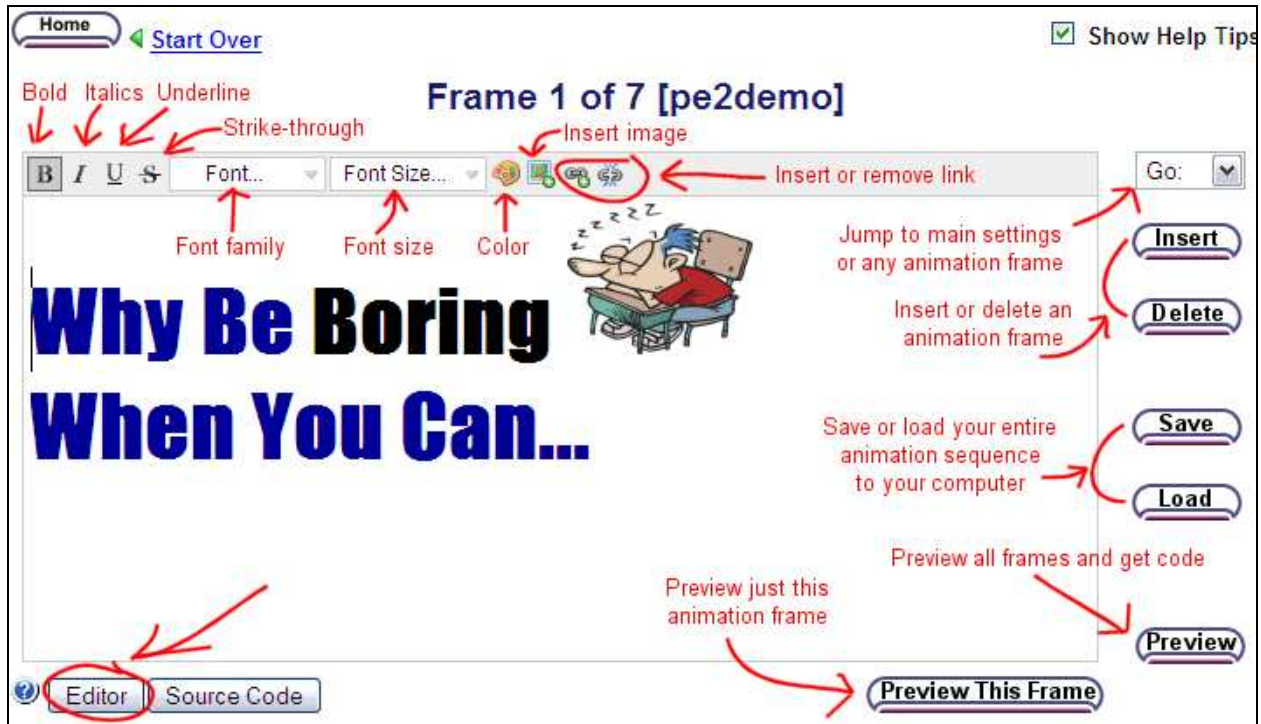 Home
Start Over
Show Help Tips
Frame 1 of 7 [pe2demo]
Bold Italics Underline
Strike-through
Insert image
B I U S Font... Font Size...
Insert or remove link
Go:
Font family Font size Color
z z z z z z z
Jump to main settings
or any animation frame
Insert
Insert or delete an
animation frame
Delete
Why Be Boring
When You Can...
Save or load your entire
animation sequence
to your computer
Save
Load
Preview all frames and get code
Preview just this
animation frame
Preview
? Editor Source Code
Preview This Frame